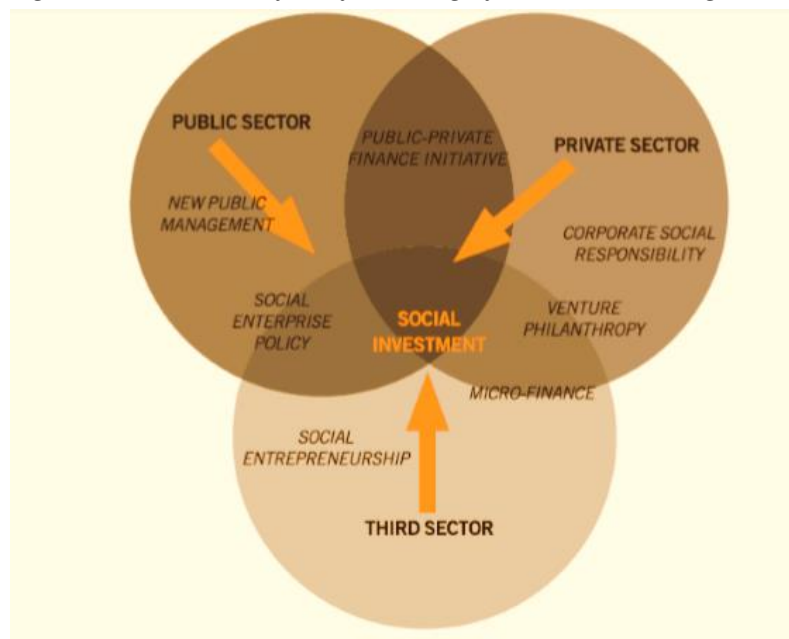 PUBLIC SECTOR
PUBLIC-PRIVATE
FINANCE INITIATIVE
PRIVATE SECTOR
NEW PUBLIC
MANAGEMENT
CORPORATE SOCIAL
RESPONSIBILITY
SOCIAL
ENTERPRISE
POLICY
SOCIAL
INVESTMENT
VENTURE
PHILANTHROPY
MICRO-FINANCE
SOCIAL
ENTREPRENEURSHIP
THIRD SECTOR